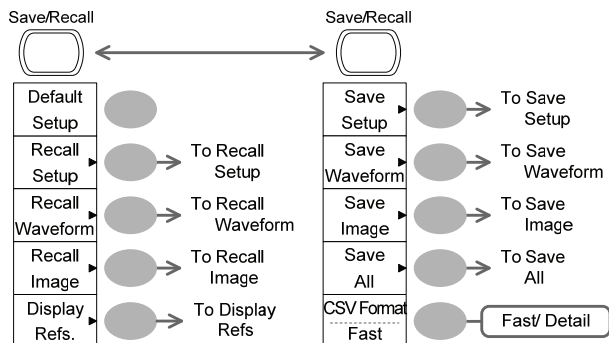 Save/Recall
Default
Setup
Recall
Setup
To Recall
Setup
Recall
Waveform
To Recall
Waveform
Recall
Image
To Recall
Image
Display
Refs.
To Display
Refs
Save/Recall
Save
Setup
To Save
Setup
Save
Waveform
To Save
Waveform
Save
Image
To Save
Image
Save
All
To Save
All
CSV Format
Fast
Fast/ Detail